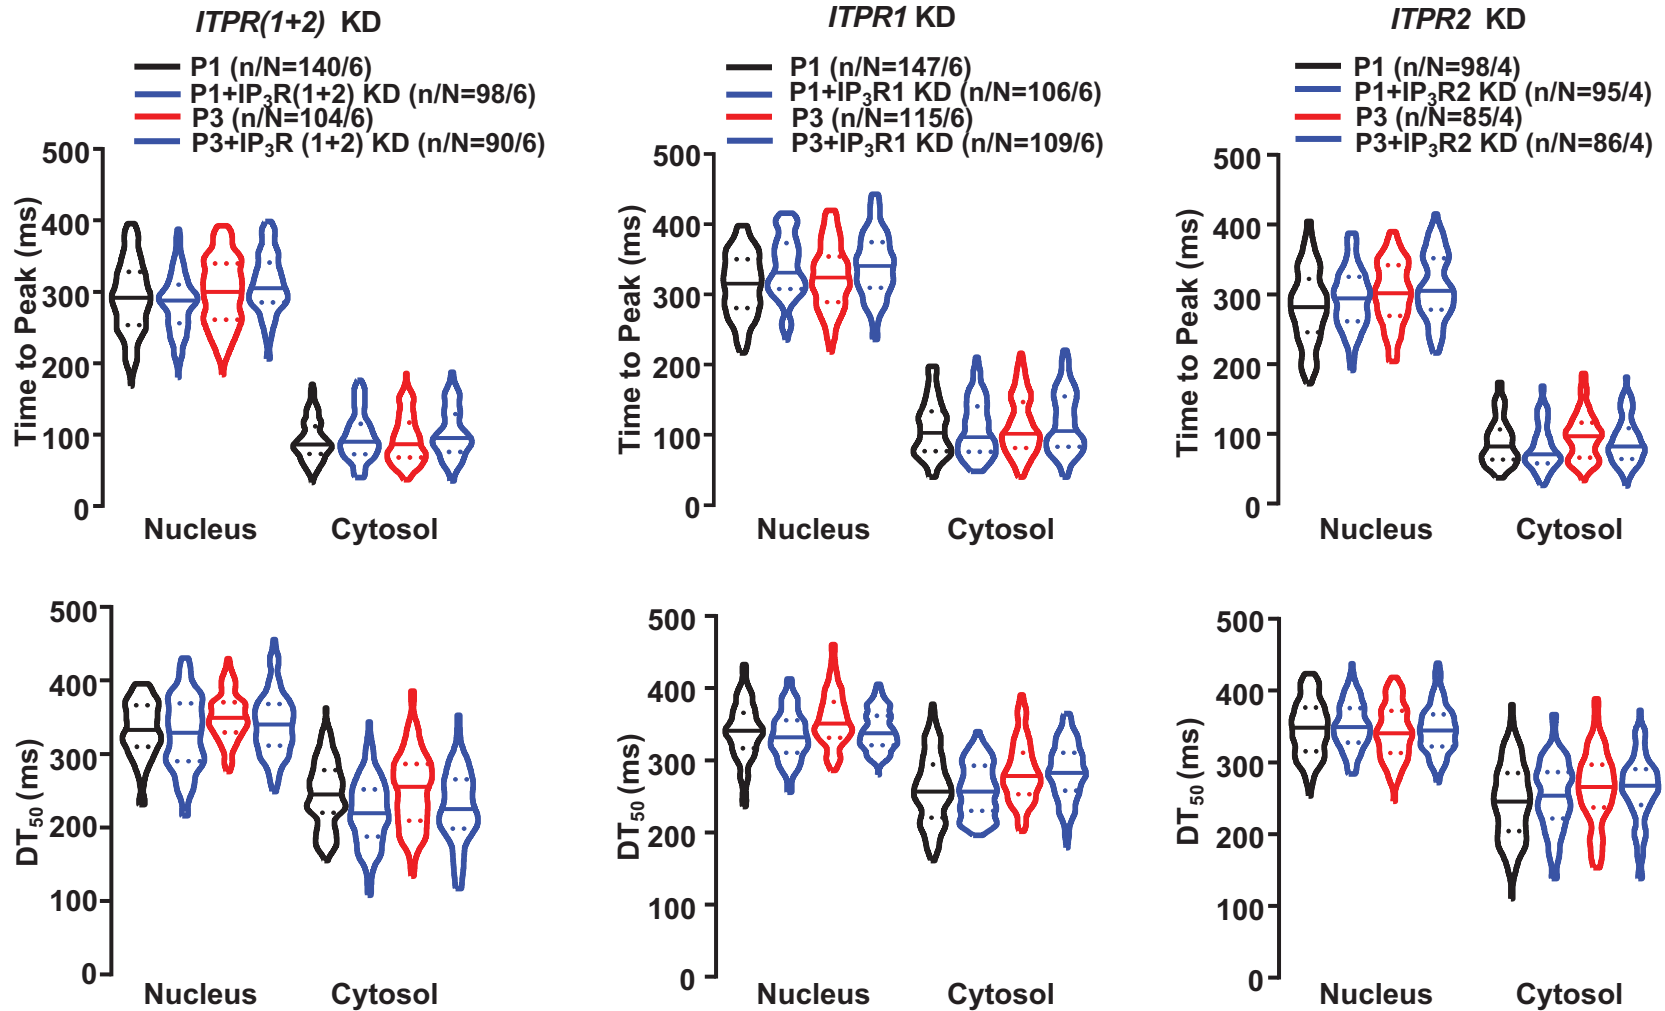 ITPR(1+2) KD
P1 (n/N=140/6)
P1+IP₃R(1+2) KD (n/N=98/6)
P3 (n/N=104/6)
P3+IP₃R (1+2) KD (n/N=90/6)
500
400
300
200
100
0
Time to Peak (ms)
Nucleus
Cytosol
ITPR1 KD
P1 (n/N=147/6)
P1+IP₃R1 KD (n/N=106/6)
P3 (n/N=115/6)
P3+IP₃R1 KD (n/N=109/6)
500
400
300
200
100
0
Time to Peak (ms)
Nucleus
Cytosol
ITPR2 KD
P1 (n/N=98/4)
P1+IP₃R2 KD (n/N=95/4)
P3 (n/N=85/4)
P3+IP₃R2 KD (n/N=86/4)
500
400
300
200
100
0
Time to Peak (ms)
Nucleus
Cytosol
500
400
300
200
100
0
DT₅₀ (ms)
Nucleus
Cytosol
500
400
300
200
100
0
DT₅₀ (ms)
Nucleus
Cytosol
500
400
300
200
100
0
DT₅₀ (ms)
Nucleus
Cytosol